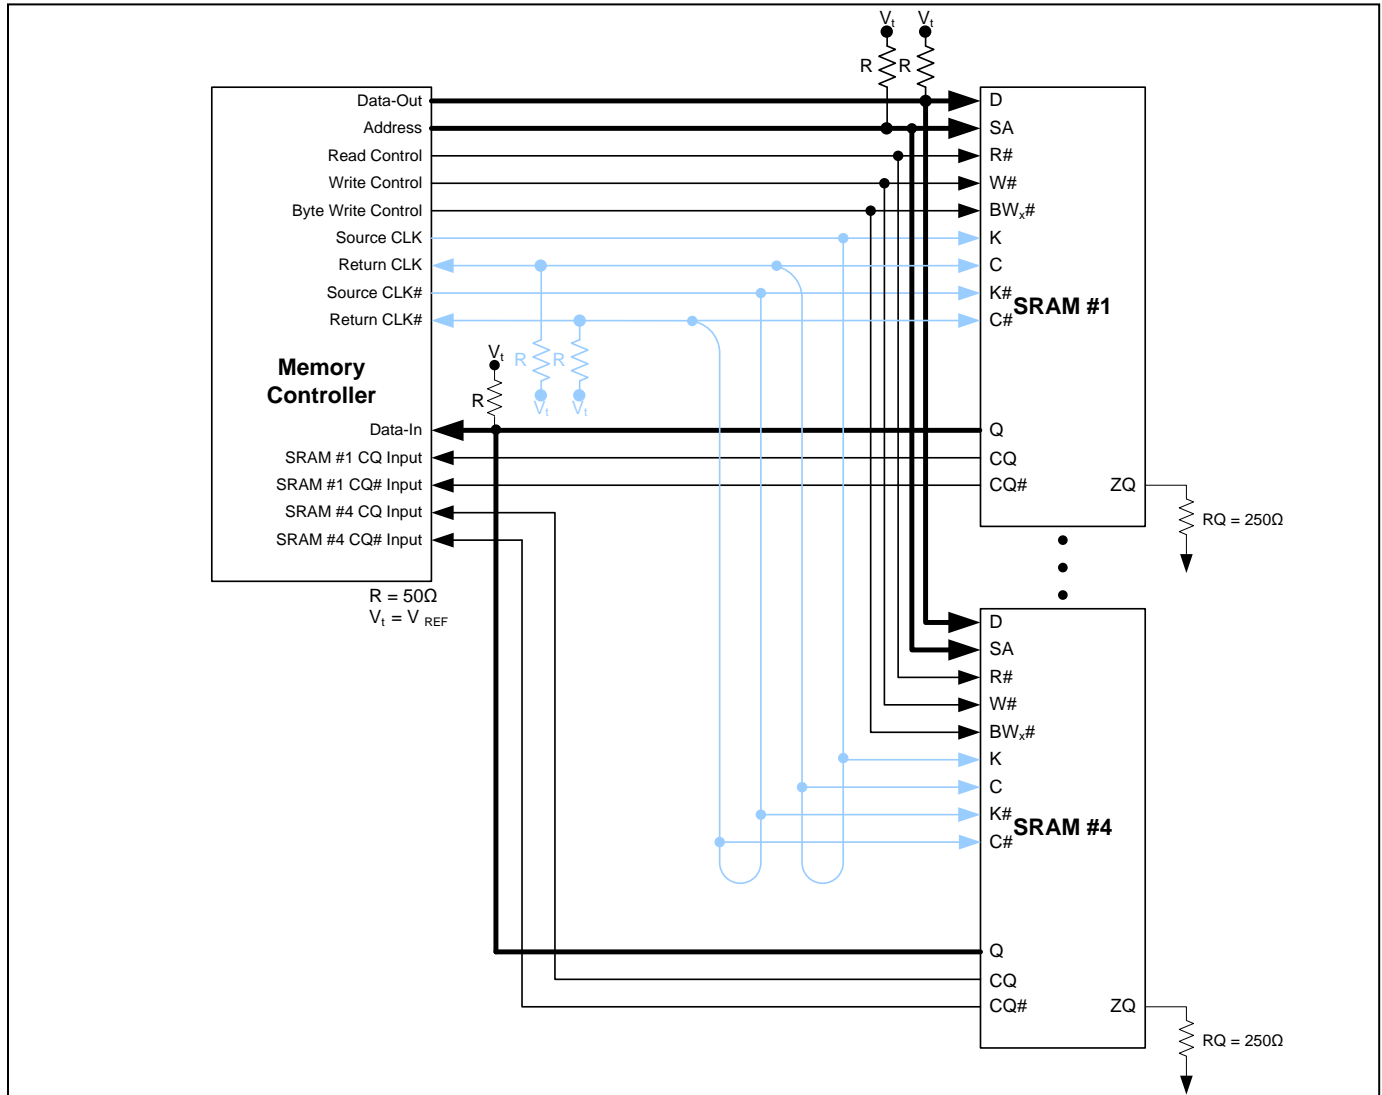 Vt Vt
R R
Data-Out
Address
Read Control
Write Control
Byte Write Control
Source CLK
Return CLK
Source CLK#
Return CLK#
Memory
Controller
Data-In
SRAM #1 CQ Input
SRAM #1 CQ# Input
SRAM #4 CQ Input
SRAM #4 CQ# Input
R = 50Ω
Vt = V REF
Vt
R
R R
Vt Vt
D
SA
R#
W#
BWx#
K
C
K#
SRAM #1
C#
Q
CQ
CQ#
ZQ
RQ = 250Ω
D
SA
R#
W#
BWx#
K
C
K#
SRAM #4
C#
Q
CQ
CQ#
ZQ
RQ = 250Ω